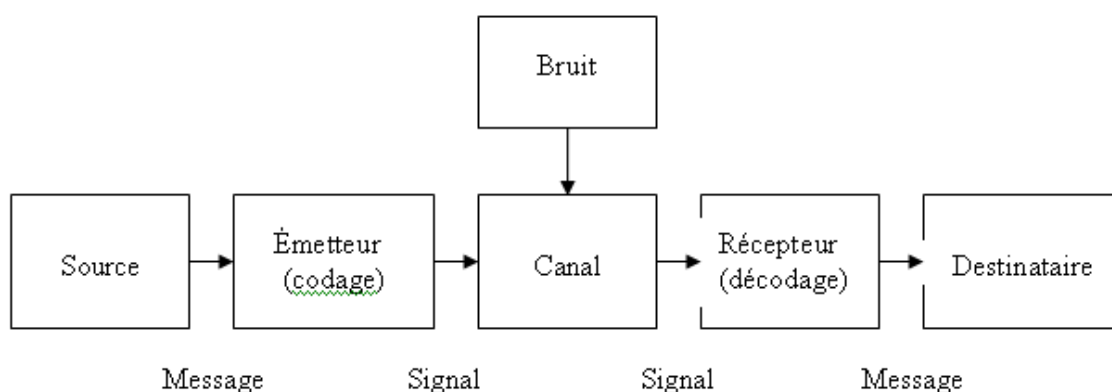 Bruit
Source
Émetteur
(codage)
Canal
Récepteur
(décodage)
Destinataire
Message
Signal
Signal
Message